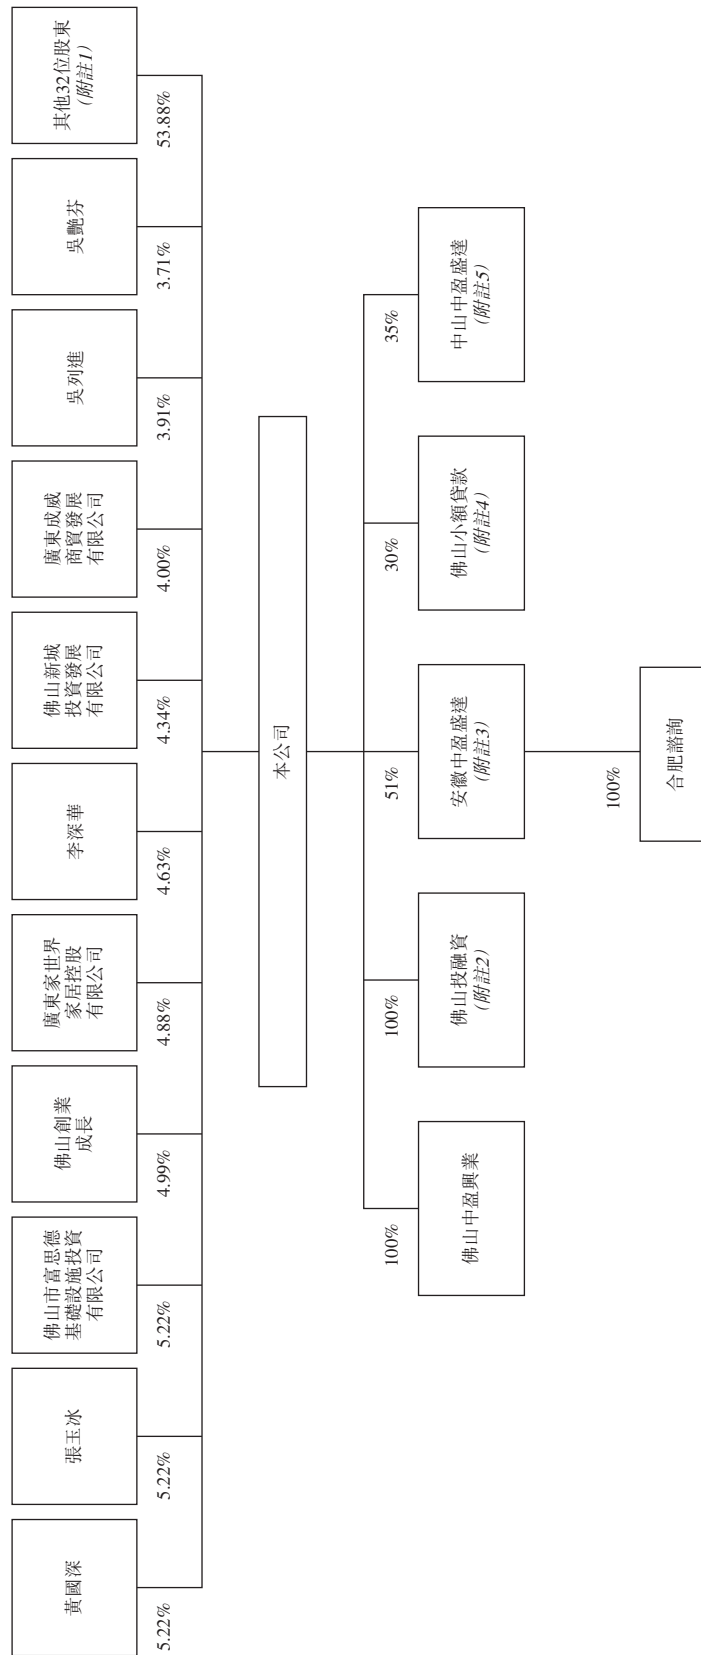 黃國深
5.22%
張玉冰
5.22%
佛山市富思德
基礎設施投資
有限公司
5.22%
佛山創業
成長
4.99%
廣東家世界
家居控股
有限公司
4.88%
李深華
4.63%
佛山新城
投資發展
有限公司
4.34%
廣東成威
商貿發展
有限公司
4.00%
吳列進
3.91%
吳艷芬
3.71%
其他32位股東
(附註1)
53.88%
本公司
100%
佛山中盈興業
100%
佛山投融資
(附註2)
51%
安徽中盈盛達
(附註3)
30%
佛山小額貸款
(附註4)
35%
中山中盈盛達
(附註5)
100%
合肥諮詢